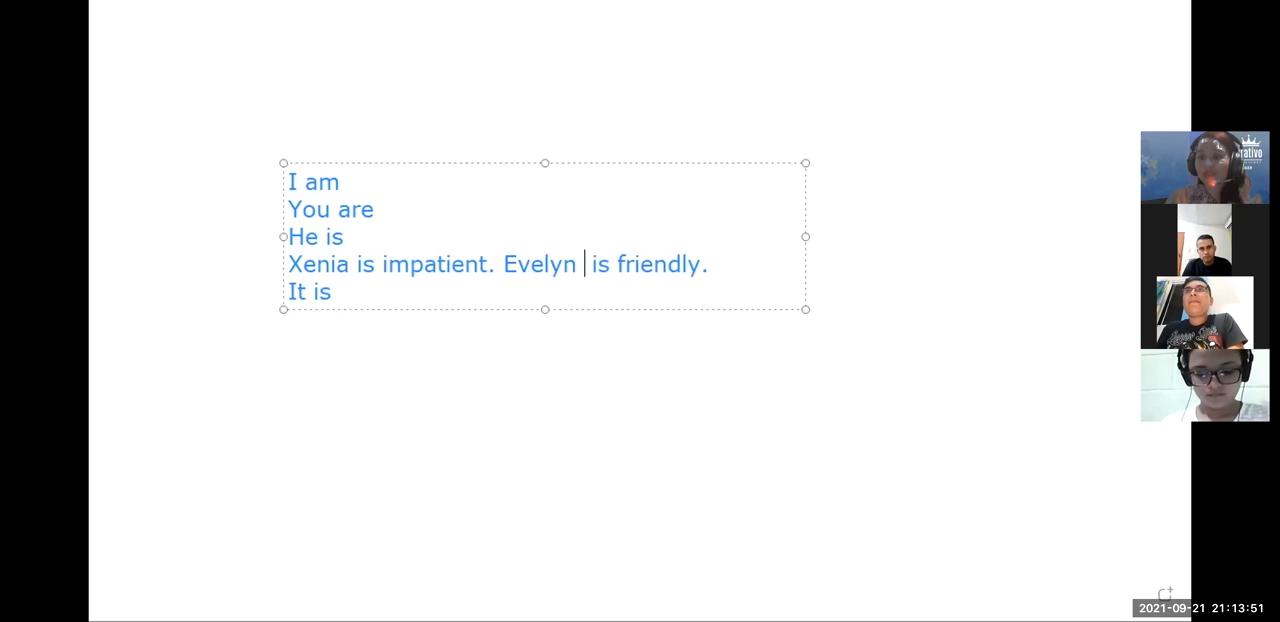 I am
You are
He is
Xenia is impatient. Evelyn is friendly.
It is
2021-09-21 21:13:51